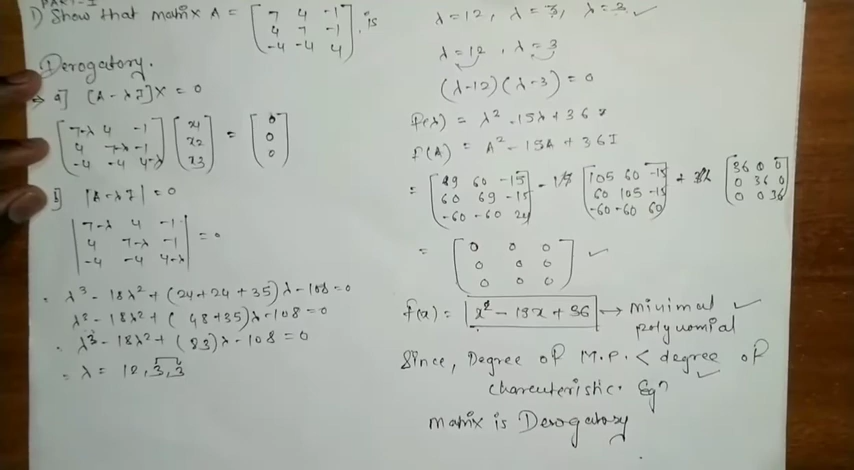 1) Show that matrix A = [7 4 -1; 4 7 -1; -4 -4 4]. is
① Derogatory.
→ a] [A - λI]X = 0
[7-λ 4 -1; 4 7-λ -1; -4 -4 4-λ] [x1; x2; x3] = [0; 0; 0]
b] |A - λI| = 0
|7-λ 4 -1; 4 7-λ -1; -4 -4 4-λ| = 0
λ³ - 18λ² + (24+24+35)λ - 108 = 0
λ³ - 18λ² + (48+35)λ - 108 = 0
λ³ - 18λ² + (83)λ - 108 = 0
λ = 12, 3, 3
λ = 12, λ = 3, λ = 3 ✓
λ = 12, λ = 3
(λ-12)(λ-3) = 0
f(λ) = λ² - 15λ + 36
f(A) = A² - 15A + 36I
= [69 60 -15; 60 69 -15; -60 -60 24] - [105 60 -15; 60 105 -15; -60 -60 60] + [36 0 0; 0 36 0; 0 0 36]
= [0 0 0; 0 0 0; 0 0 0] ✓
f(x) = x² - 15x + 36 → minimal ✓
polynomial
Since, Degree of M.P. < degree of
charecteristic Eqn ✓
matrix is Derogatory